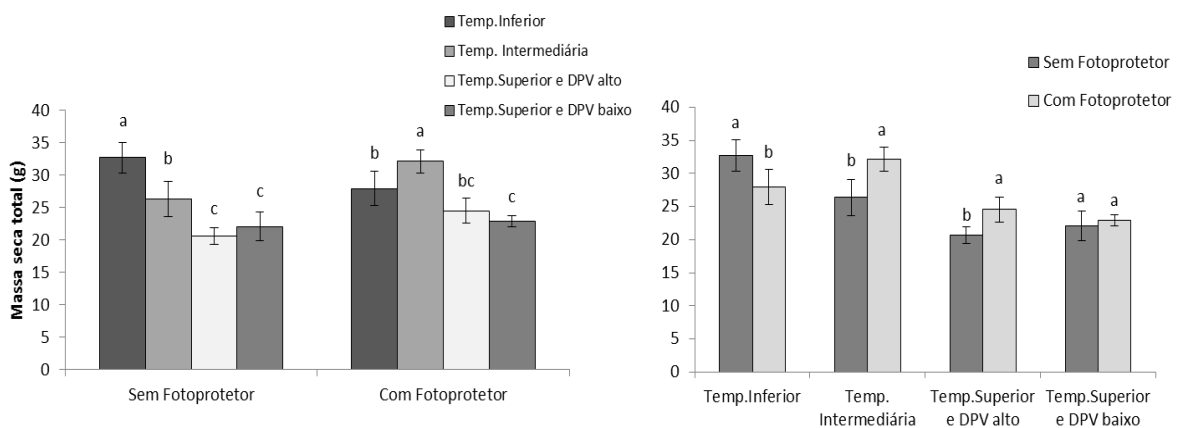 Temp.Inferior
Temp. Intermediária
Temp.Superior e DPV alto
Temp.Superior e DPV baixo
Massa seca total (g)
40
35
30
25
20
15
10
5
0
a
b
c
c
b
a
bc
c
Sem Fotoprotetor
Com Fotoprotetor
Sem Fotoprotetor
Com Fotoprotetor
40
35
30
25
20
15
10
5
0
a
b
b
a
b
a
a
a
Temp.Inferior
Temp.
Intermediária
Temp.Superior
e DPV alto
Temp.Superior
e DPV baixo